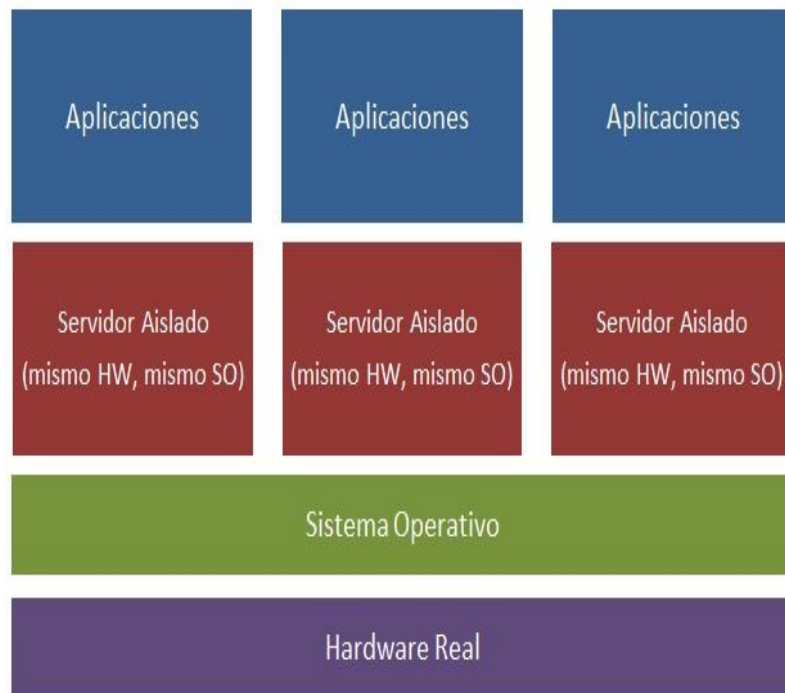 Aplicaciones
Aplicaciones
Aplicaciones
Servidor Aislado
(mismo HW, mismo SO)
Servidor Aislado
(mismo HW, mismo SO)
Servidor Aislado
(mismo HW, mismo SO)
Sistema Operativo
Hardware Real